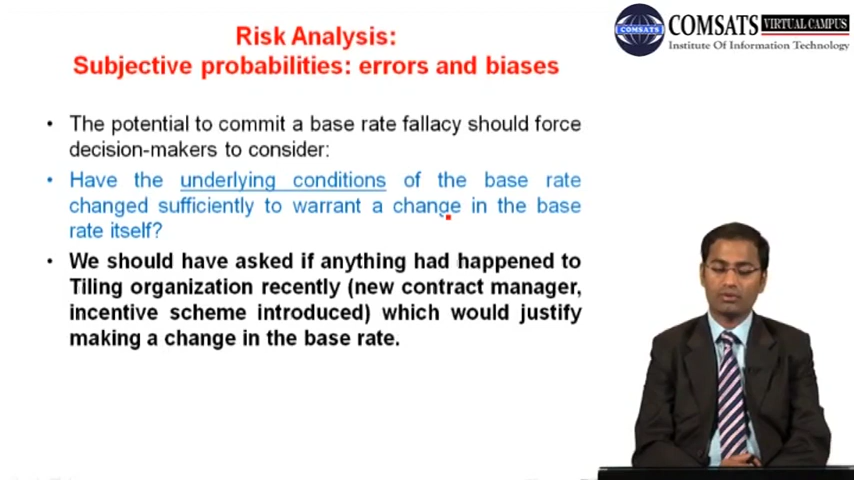 Risk Analysis:
Subjective probabilities: errors and biases
COMSATS
COMSATS VIRTUAL CAMPUS
Institute Of Information Technology
• The potential to commit a base rate fallacy should force
decision-makers to consider:
• Have the underlying conditions of the base rate
changed sufficiently to warrant a change in the base
rate itself?
• We should have asked if anything had happened to
Tiling organization recently (new contract manager,
incentive scheme introduced) which would justify
making a change in the base rate.